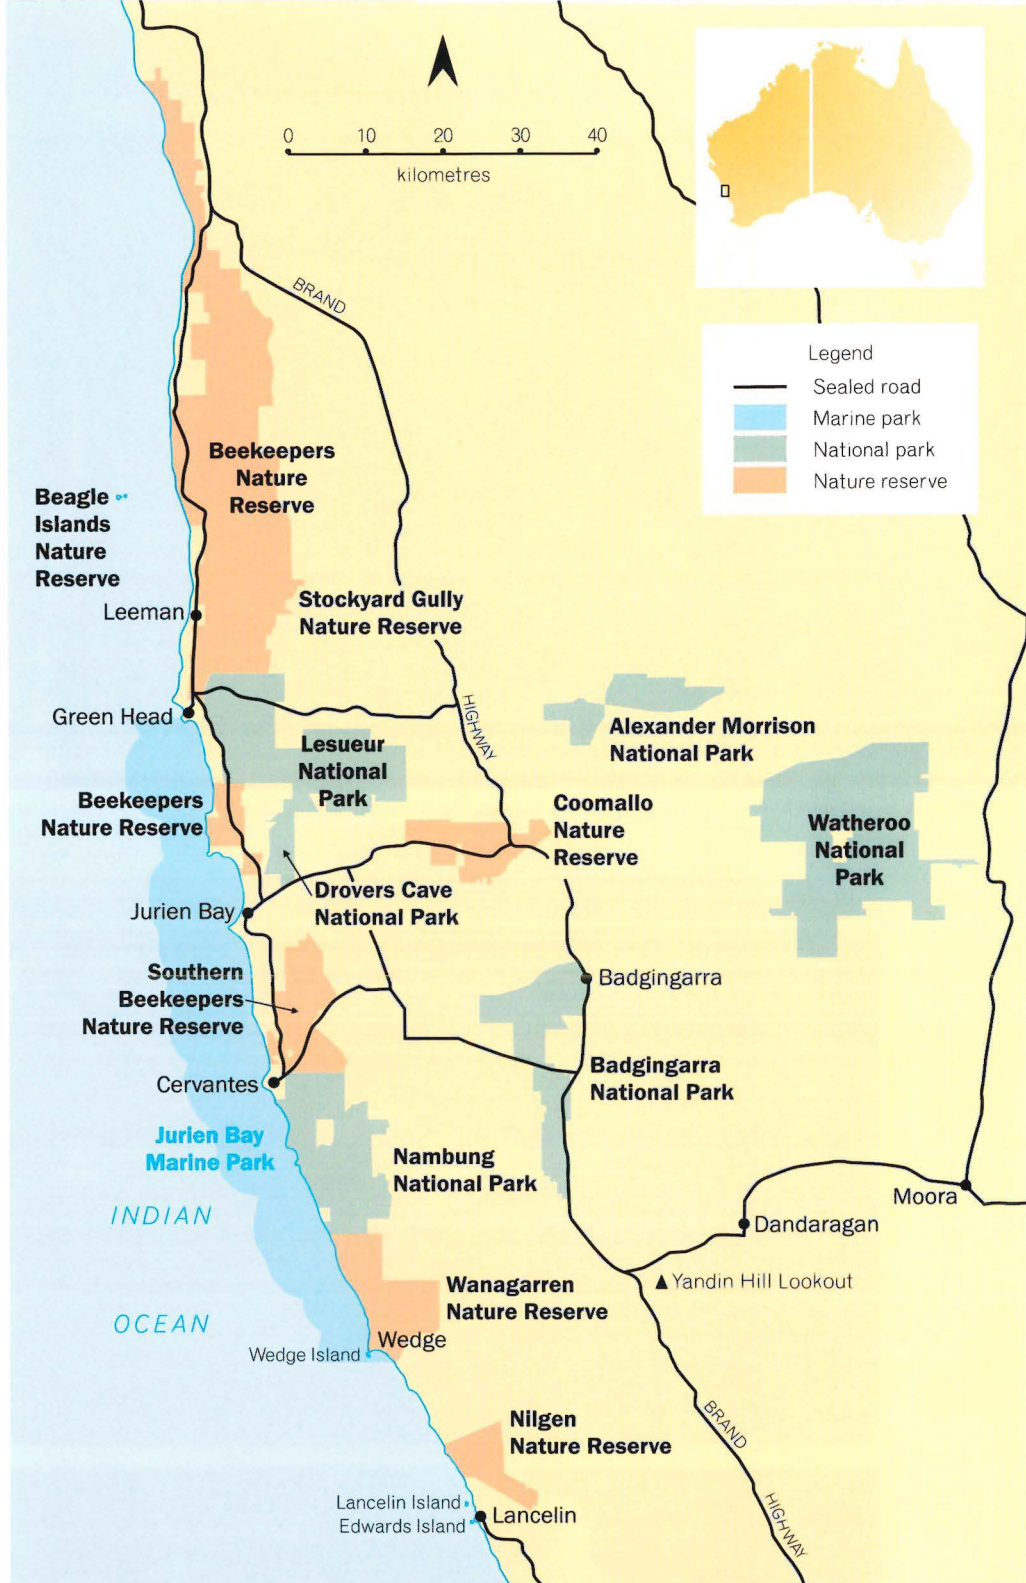 0 10 20 30 40
kilometres
BRAND
Legend
Sealed road
Marine park
National park
Nature reserve
Beekeepers
Nature
Reserve
Beagle
Islands
Nature
Reserve
Leeman
Stockyard Gully
Nature Reserve
HIGHWAY
Green Head
Alexander Morrison
National Park
Lesueur
National
Park
Beekeepers
Nature Reserve
Coomallo
Nature
Reserve
Watheroo
National
Park
Drovers Cave
National Park
Jurien Bay
Southern
Beekeepers
Nature Reserve
Badgingarra
Badgingarra
National Park
Cervantes
Jurien Bay
Marine Park
Nambung
National Park
INDIAN
OCEAN
Moora
Dandaragan
Yandin Hill Lookout
Wanagarren
Nature Reserve
Wedge
Wedge Island
BRAND
HIGHWAY
Nilgen
Nature Reserve
Lancelin Island
Edwards Island
Lancelin